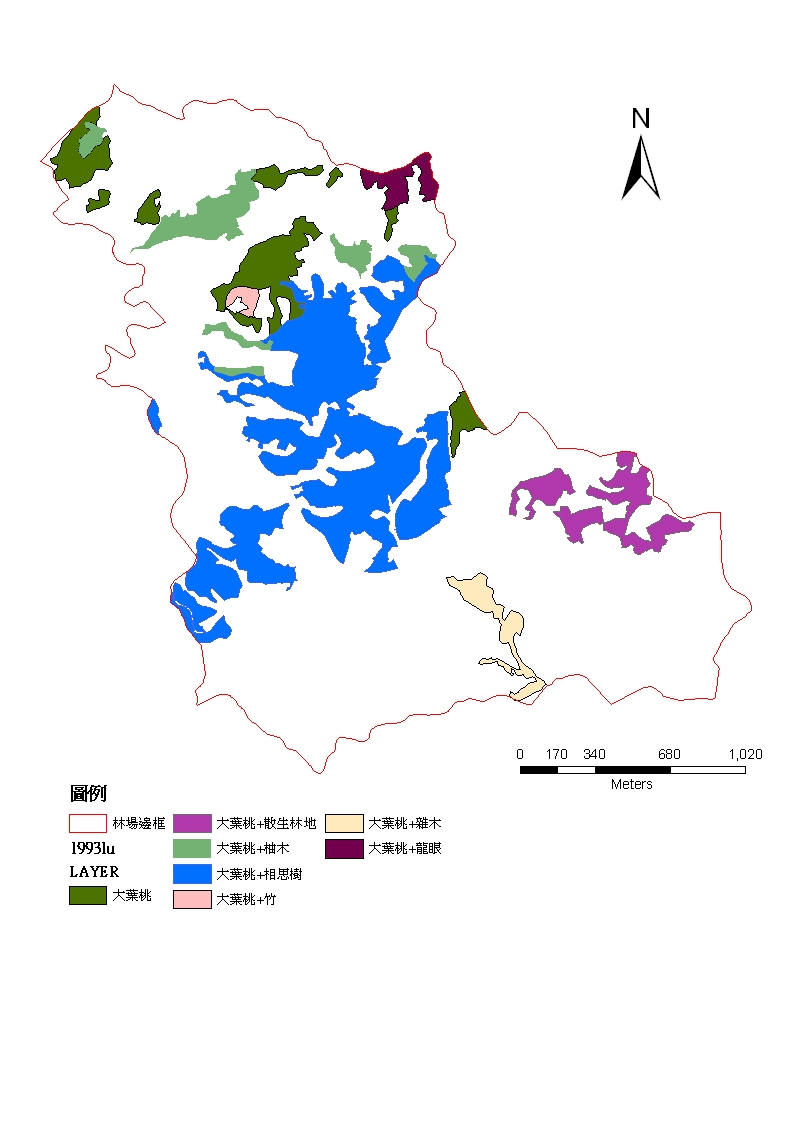 N
0 170 340 680 1,020
Meters
圖例
林場邊框
1993lu
LAYER
大葉桃
大葉桃+散生林地
大葉桃+柚木
大葉桃+相思樹
大葉桃+竹
大葉桃+雜木
大葉桃+龍眼